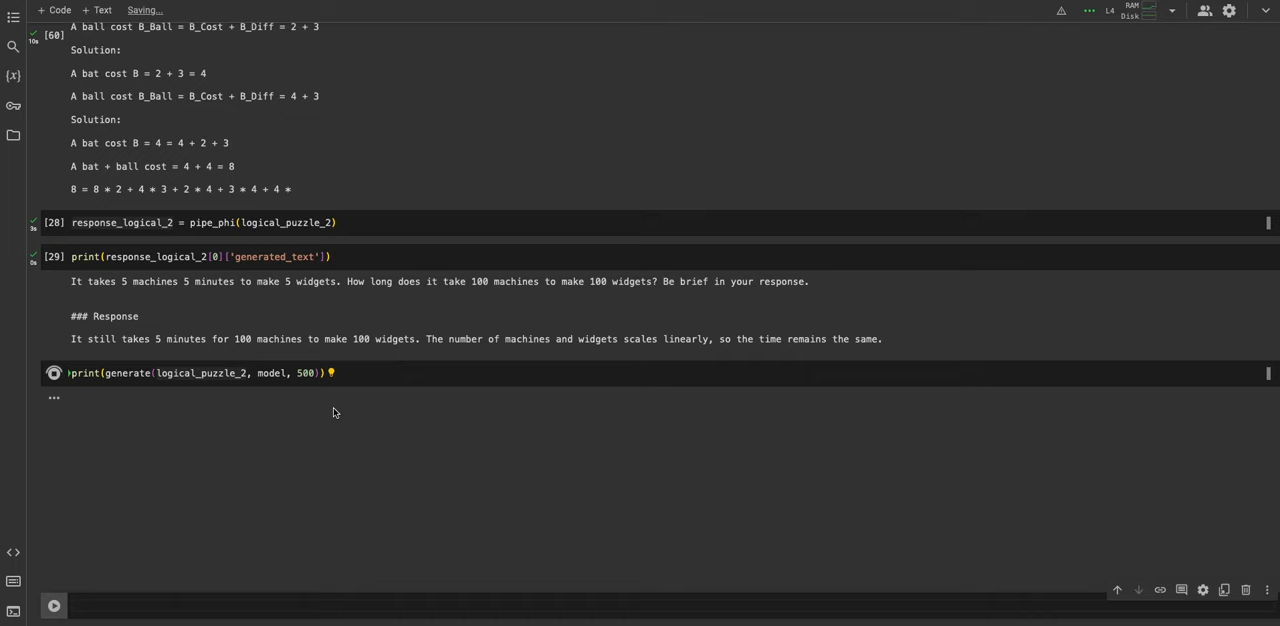 + Code + Text Saving... L4 RAM
Disk
A ball cost B_Ball = B_Cost + B_Diff = 2 + 3
[60]
10s
Solution:
A bat cost B = 2 + 3 = 4
A ball cost B_Ball = B_Cost + B_Diff = 4 + 3
Solution:
A bat cost B = 4 = 4 + 2 + 3
A bat + ball cost = 4 + 4 = 8
8 = 8 * 2 + 4 * 3 + 2 * 4 + 3 * 4 + 4 *
[28] response_logical_2 = pipe_phi(logical_puzzle_2)
3s
[29] print(response_logical_2[0]['generated_text'])
0s
It takes 5 machines 5 minutes to make 5 widgets. How long does it take 100 machines to make 100 widgets? Be brief in your response.
### Response
It still takes 5 minutes for 100 machines to make 100 widgets. The number of machines and widgets scales linearly, so the time remains the same.
print(generate(logical_puzzle_2, model, 500))
...